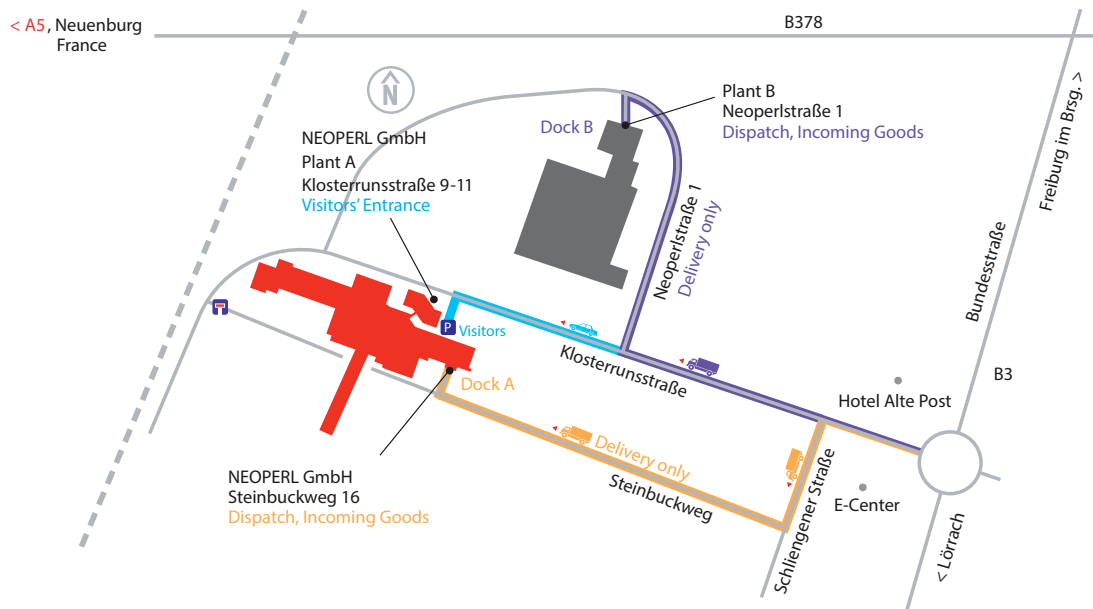 < A5, Neuenburg
France
B378
N
Freiburg im Brsg. >
Plant B
Neoperlstraße 1
Dispatch, Incoming Goods
Dock B
NEOPERL GmbH
Plant A
Klosterrunsstraße 9-11
Visitors' Entrance
Neoperlstraße 1
Delivery only
Bundesstraße
P
Visitors
Klosterrunsstraße
B3
Hotel Alte Post
Dock A
Delivery only
Steinbuckweg
Schliengener Straße
E-Center
< Lörrach
NEOPERL GmbH
Steinbuckweg 16
Dispatch, Incoming Goods